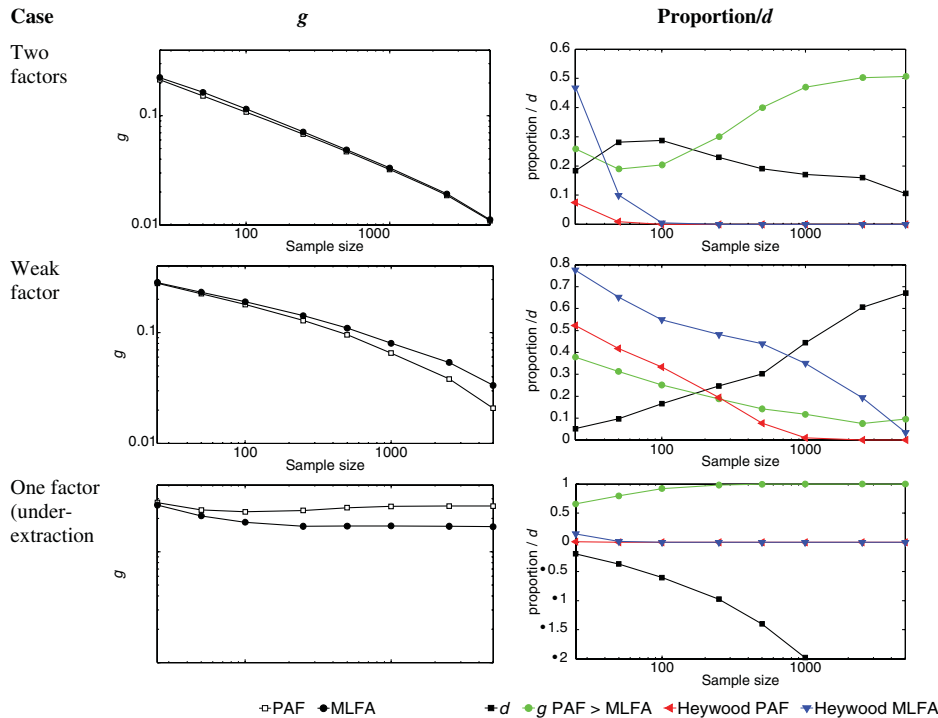 Case g Proportion/d
Two
factors
0.1
0.01
g
100 1000
Sample size
0.6
0.5
0.4
0.3
0.2
0.1
0
proportion / d
100 1000
Sample size
Weak
factor
0.1
0.01
g
100 1000
Sample size
0.8
0.7
0.6
0.5
0.4
0.3
0.2
0.1
0
proportion /d
100 1000
Sample size
One factor
(under-
extraction
g
1
0.5
0
•0.5
•1
•1.5
•2
proportion / d
100 1000
Sample size
PAF MLFA d g PAF > MLFA Heywood PAF Heywood MLFA